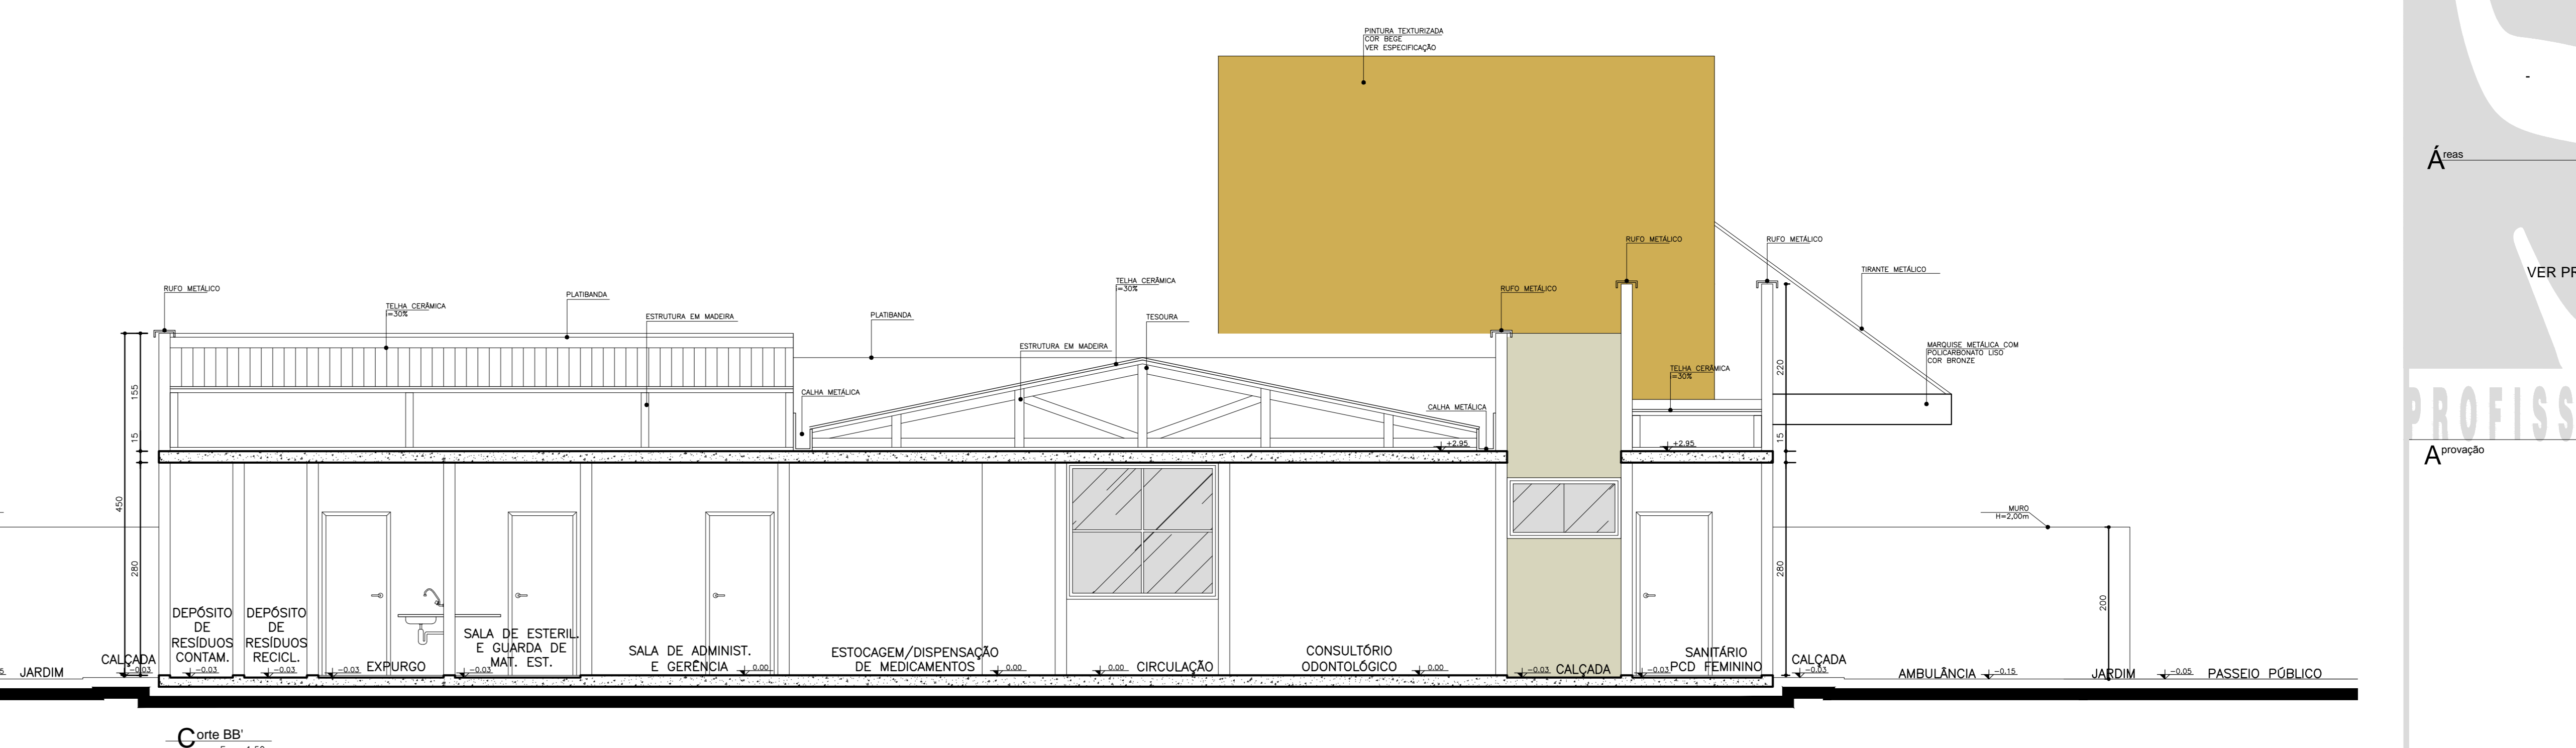 PINTURA TEXTURIZADA
COR BEGE
VER ESPECIFICAÇÃO
RUFO METÁLICO
TELHA CERÂMICA
i=30%
PLATIBANDA
ESTRUTURA EM MADEIRA
PLATIBANDA
CALHA METÁLICA
ESTRUTURA EM MADEIRA
TELHA CERÂMICA
i=30%
TESOURA
CALHA METÁLICA
RUFO METÁLICO
RUFO METÁLICO
RUFO METÁLICO
TELHA CERÂMICA
i=30%
TIRANTE METÁLICO
MARQUISE METÁLICA COM
POLICARBONATO LISO
COR BRONZE
+2.95
+2.95
155
15
450
280
220
15
280
MURO
H=2,00m
200
JARDIM
CALÇADA
-0.03
DEPÓSITO
DE
RESÍDUOS
CONTAM.
-0.03
DEPÓSITO
DE
RESÍDUOS
RECICL.
-0.03
-0.03
EXPURGO
SALA DE ESTERIL.
E GUARDA DE
MAT. EST.
-0.03
SALA DE ADMINIST.
E GERÊNCIA
0.00
ESTOCAGEM/DISPENSAÇÃO
DE MEDICAMENTOS
0.00
0.00
CIRCULAÇÃO
CONSULTÓRIO
ODONTOLÓGICO
0.00
-0.03
CALÇADA
SANITÁRIO
PCD FEMININO
-0.03
CALÇADA
-0.03
AMBULÂNCIA
-0.15
JARDIM
-0.05
PASSEIO PÚBLICO
Corte BB'
-
Áreas
VER PR
PROFISS
Aprovação